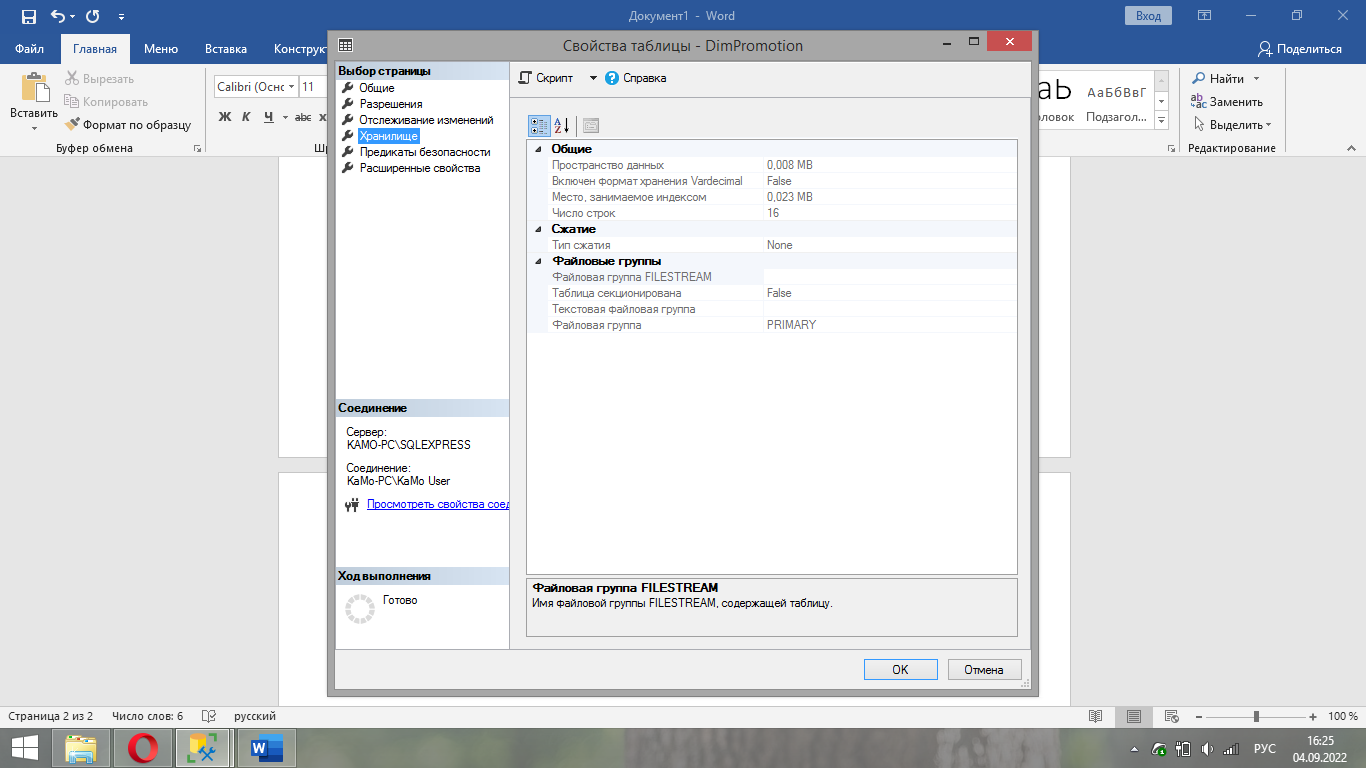 Документ1 - Word
Вход
Файл
Главная
Меню
Вставка
Поделиться
Вставить
Вырезать
Копировать
Формат по образцу
Буфер обмена
Calibri (Осно
11
Ж К Ч abc
АаБбВвГ
Подзагол...
Найти
Заменить
Выделить
Редактирование
Свойства таблицы - DimPromotion
Выбор страницы
Общие
Разрешения
Отслеживание изменений
Хранилище
Предикаты безопасности
Расширенные свойства
Скрипт
Справка
Общие
Пространство данных 0,008 MB
Включен формат хранения Vardecimal False
Место, занимаемое индексом 0,023 MB
Число строк 16
Сжатие
Тип сжатия None
Файловые группы
Файловая группа FILESTREAM
Таблица секционирована False
Текстовая файловая группа
Файловая группа PRIMARY
Соединение
Сервер:
KAMO-PC\SQLEXPRESS
Соединение:
KaMo-PC\KaMo User
Просмотреть свойства соед
Ход выполнения
Готово
Файловая группа FILESTREAM
Имя файловой группы FILESTREAM, содержащей таблицу.
OK
Отмена
Страница 2 из 2
Число слов: 6
русский
100 %
РУС
16:25
04.09.2022